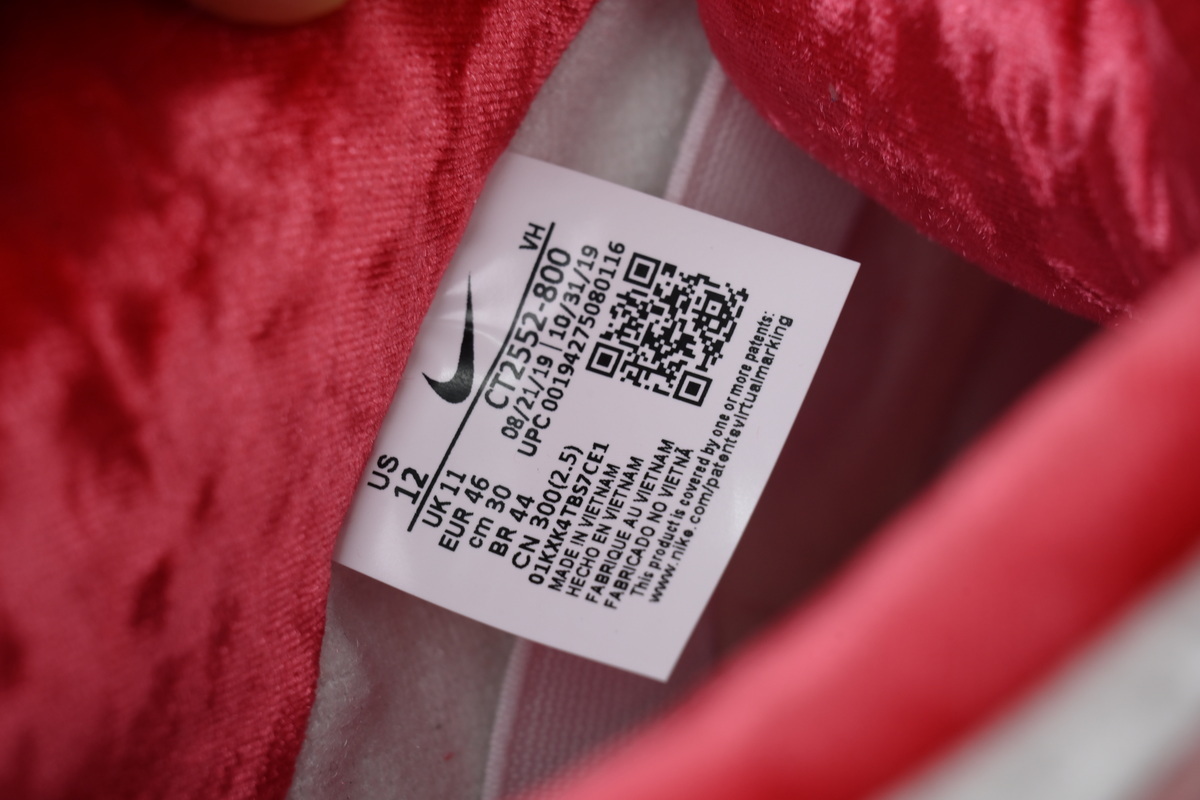 US
12
VH
UK 11
EUR 46
cm 30
BR 44
CN 300(2.5)
CT2552-800
08/21/19 | 10/31/19
UPC 00194275080116
01KXK4TBS7CE1
MADE IN VIETNAM
HECHO EN VIETNAM
FABRIQUE AU VIETNAM
FABRICADO NO VIETNÃ
This product is covered by one or more patents:
www.nike.com/patentsvirtualmarking